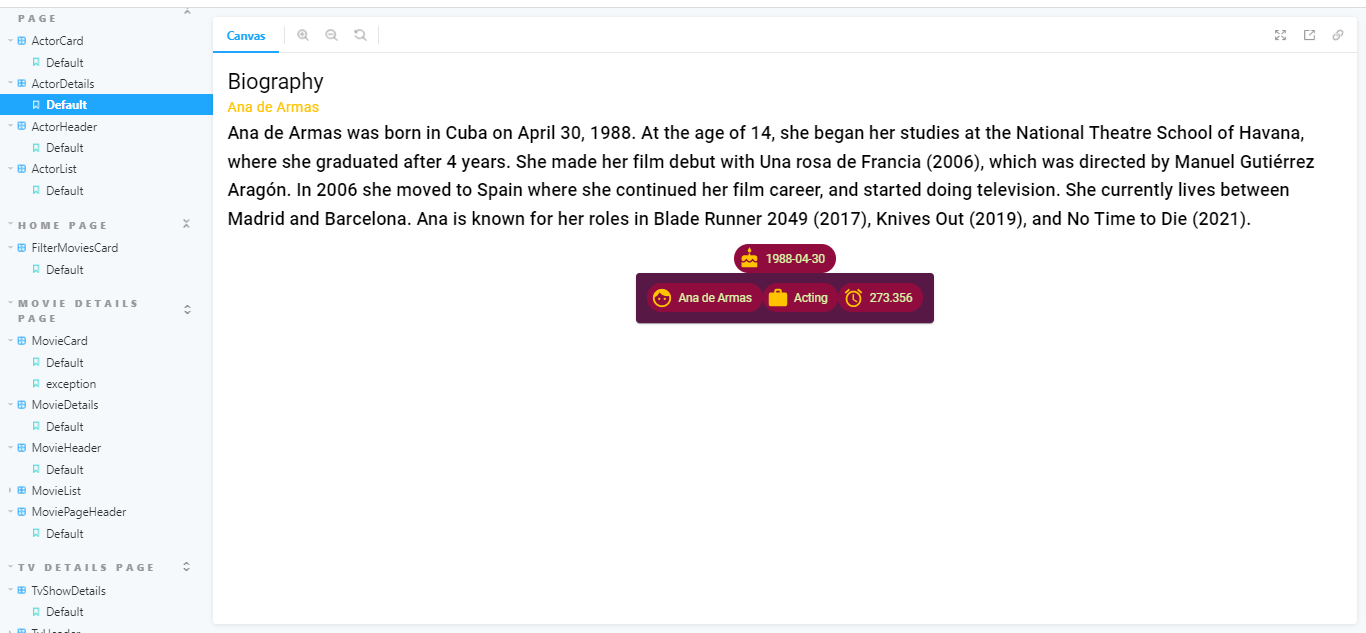 PAGE
ActorCard
Default
ActorDetails
Default
ActorHeader
Default
ActorList
Default
HOME PAGE
FilterMoviesCard
Default
MOVIE DETAILS
PAGE
MovieCard
Default
exception
MovieDetails
Default
MovieHeader
Default
MovieList
MoviePageHeader
Default
TV DETAILS PAGE
TvShowDetails
Default
TvHeader
Canvas
Biography
Ana de Armas
Ana de Armas was born in Cuba on April 30, 1988. At the age of 14, she began her studies at the National Theatre School of Havana,
where she graduated after 4 years. She made her film debut with Una rosa de Francia (2006), which was directed by Manuel Gutiérrez
Aragón. In 2006 she moved to Spain where she continued her film career, and started doing television. She currently lives between
Madrid and Barcelona. Ana is known for her roles in Blade Runner 2049 (2017), Knives Out (2019), and No Time to Die (2021).
1988-04-30
Ana de Armas
Acting
273.356